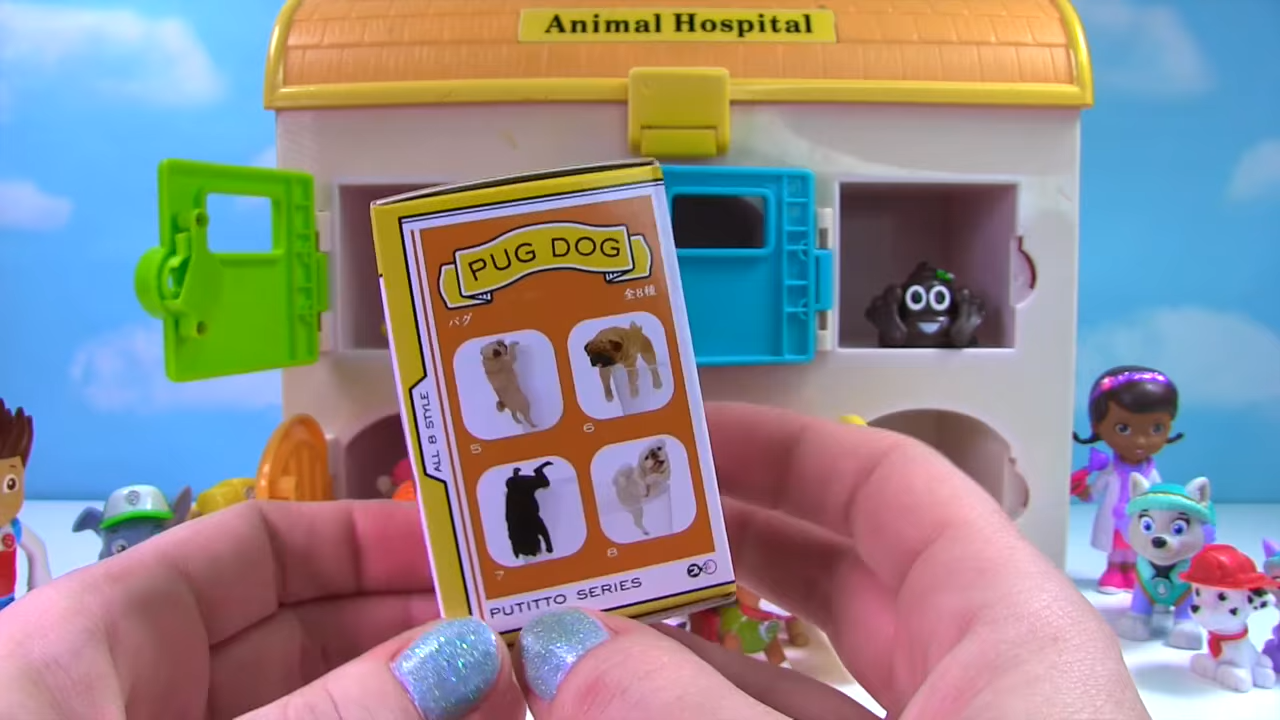 Animal Hospital
PUG DOG
パグ
全8種
5
6
ALL 8 STYLE
7
8
PUTITTO SERIES